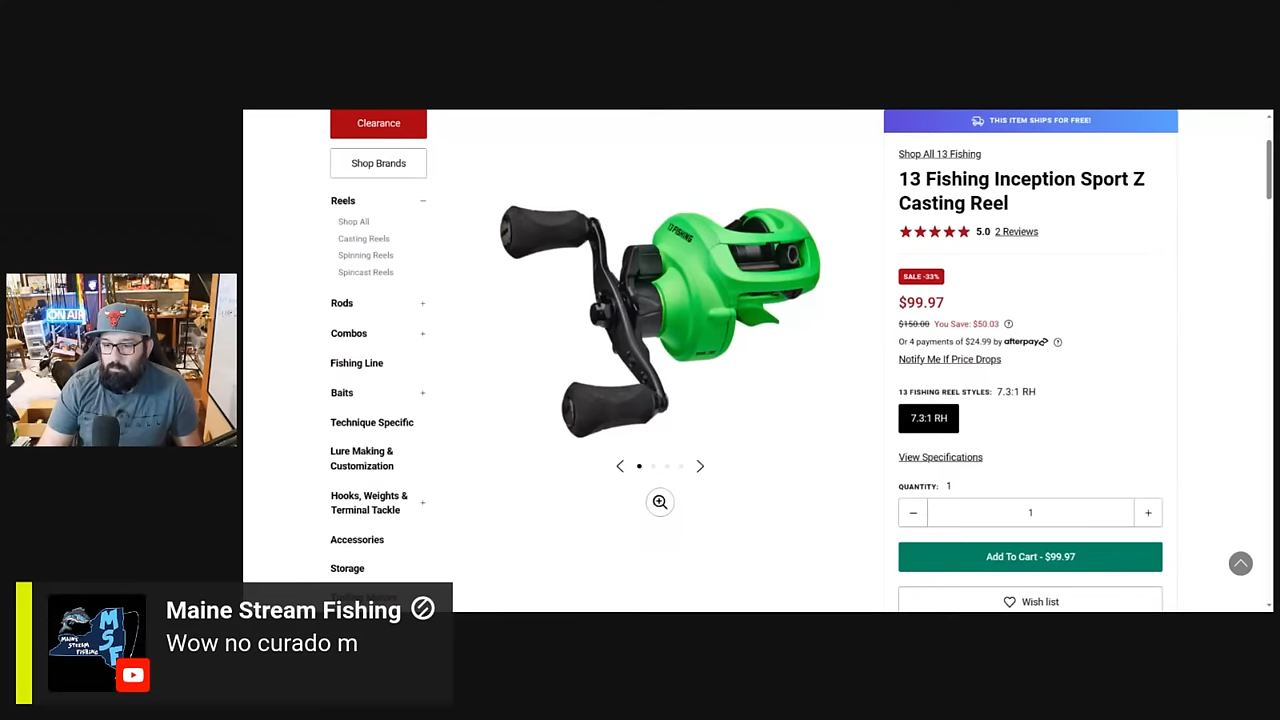 Clearance
Shop Brands
Reels
Shop All
Casting Reels
Spinning Reels
Spincast Reels
Rods
Combos
Fishing Line
Baits
Technique Specific
Lure Making &
Customization
Hooks, Weights &
Terminal Tackle
Accessories
Storage
13 FISHING
THIS ITEM SHIPS FOR FREE!
Shop All 13 Fishing
13 Fishing Inception Sport Z
Casting Reel
5.0 2 Reviews
SALE -33%
$99.97
$150.00 You Save: $50.03
Or 4 payments of $24.99 by afterpay
Notify Me If Price Drops
13 FISHING REEL STYLES: 7.3:1 RH
7.3:1 RH
View Specifications
QUANTITY: 1
− 1 +
Add To Cart - $99.97
Wish list
ON AIR
MAINE
STREAM
FISHING
MSF
Maine Stream Fishing
Wow no curado m